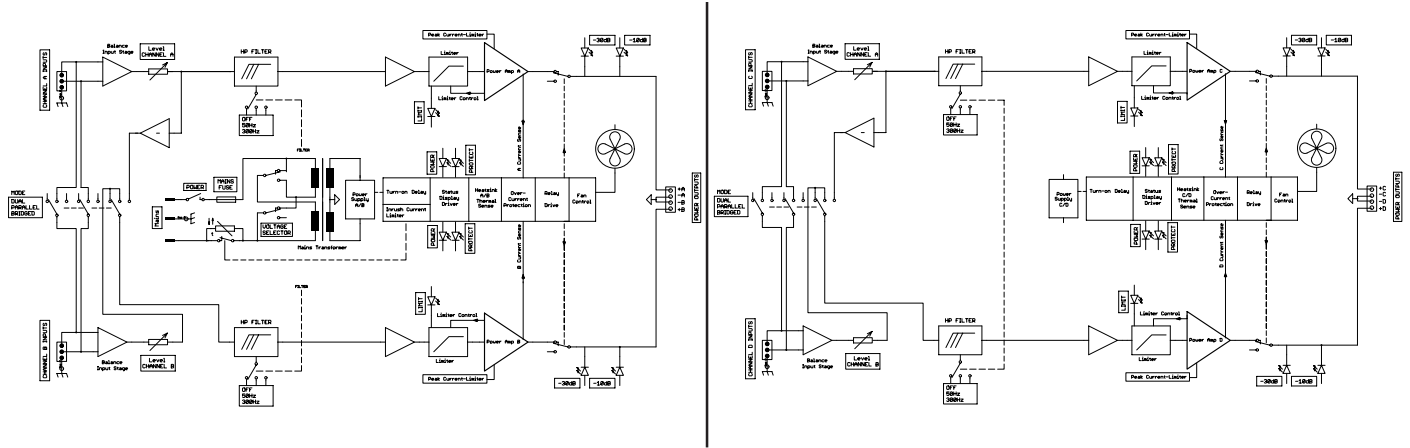 Peak Current-Limiter
Balance
Input Stage
Level
CHANNEL A
HP FILTER
Limiter
-30dB
-10dB
CHANNEL A INPUTS
Power Amp A
Limiter Control
LIMIT
OFF
50Hz
300Hz
A Current Sense
FILTER
POWER
MAINS
FUSE
POWER
PROTECT
MODE
DUAL
PARALLEL
BRIDGED
Mains
Power
Supply
A/B
Turn-on Delay
Inrush Current
Limiter
Status
Display
Driver
Heatsink
A/B
Thermal
Sense
Over-
Current
Protection
Relay
Drive
Fan
Control
+A
-A
-B
+B
POWER OUTPUTS
VOLTAGE
SELECTOR
Mains Transformer
POWER
PROTECT
B Current Sense
FILTER
LIMIT
CHANNEL B INPUTS
HP FILTER
Limiter Control
Power Amp B
Limiter
Balance
Input Stage
Level
CHANNEL B
Peak Current-Limiter
-30dB
-10dB
OFF
50Hz
300Hz
Peak Current-Limiter
Balance
Input Stage
Level
CHANNEL A
HP FILTER
Limiter
-30dB
-10dB
CHANNEL C INPUTS
Power Amp C
Limiter Control
LIMIT
OFF
50Hz
300Hz
C Current Sense
POWER
PROTECT
MODE
DUAL
PARALLEL
BRIDGED
Power
Supply
C/D
Turn-on Delay
Status
Display
Driver
Heatsink
C/D
Thermal
Sense
Over-
Current
Protection
Relay
Drive
Fan
Control
+C
-C
-D
+D
POWER OUTPUTS
POWER
PROTECT
D Current Sense
LIMIT
CHANNEL D INPUTS
HP FILTER
Limiter Control
Power Amp D
Limiter
Balance
Input Stage
Level
CHANNEL B
Peak Current-Limiter
-30dB
-10dB
OFF
50Hz
300Hz